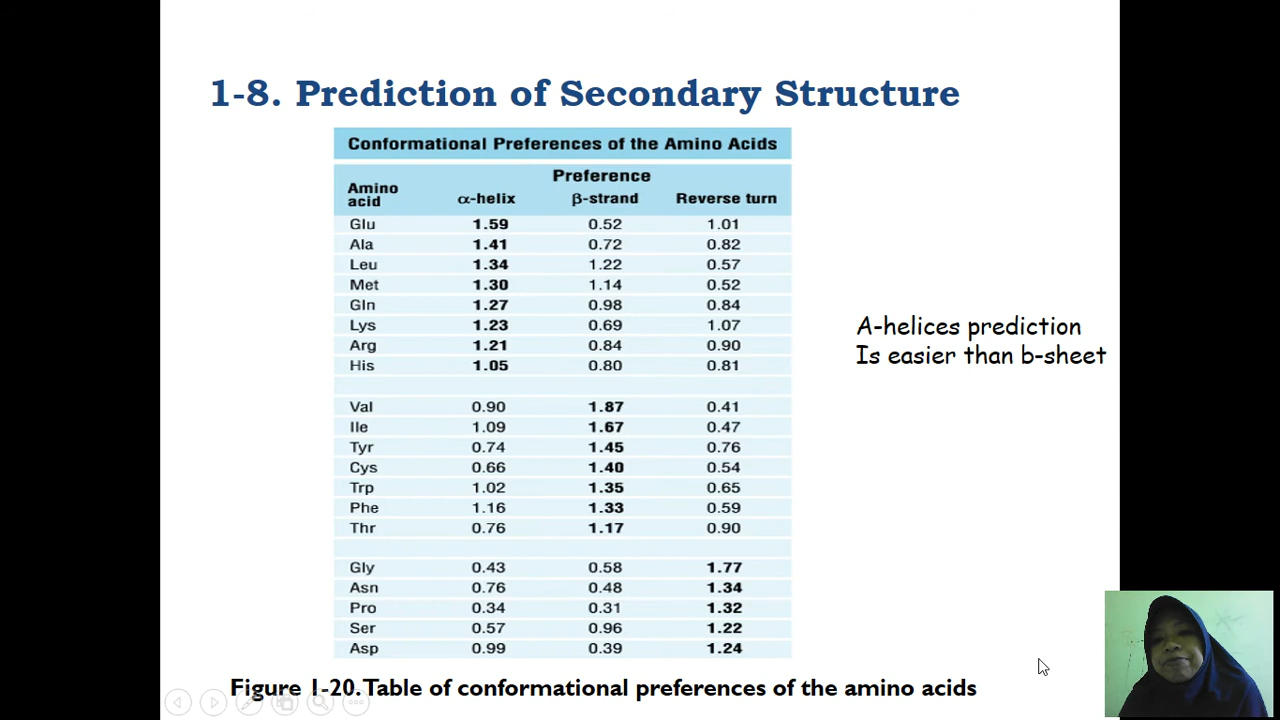 1-8. Prediction of Secondary Structure
Conformational Preferences of the Amino Acids
Preference
Amino acid α-helix β-strand Reverse turn
Glu 1.59 0.52 1.01
Ala 1.41 0.72 0.82
Leu 1.34 1.22 0.57
Met 1.30 1.14 0.52
Gln 1.27 0.98 0.84
Lys 1.23 0.69 1.07
Arg 1.21 0.84 0.90
His 1.05 0.80 0.81
Val 0.90 1.87 0.41
Ile 1.09 1.67 0.47
Tyr 0.74 1.45 0.76
Cys 0.66 1.40 0.54
Trp 1.02 1.35 0.65
Phe 1.16 1.33 0.59
Thr 0.76 1.17 0.90
Gly 0.43 0.58 1.77
Asn 0.76 0.48 1.34
Pro 0.34 0.31 1.32
Ser 0.57 0.96 1.22
Asp 0.99 0.39 1.24
A-helices prediction
Is easier than b-sheet
Figure 1-20. Table of conformational preferences of the amino acids